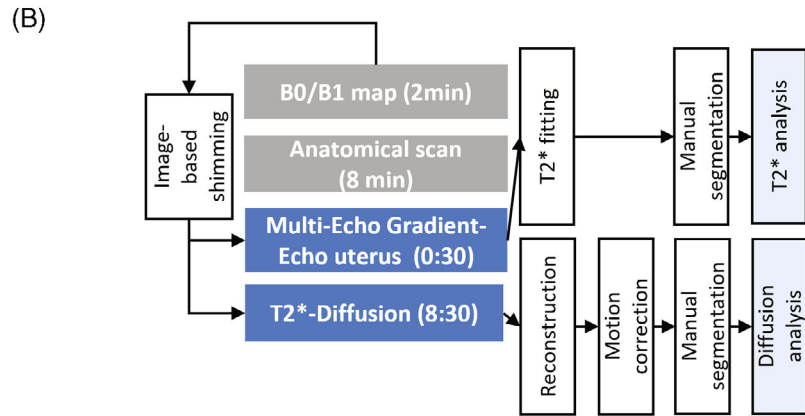 (B)
Image-
based
shimming
B0/B1 map (2min)
Anatomical scan
(8 min)
Multi-Echo Gradient-
Echo uterus (0:30)
T2*-Diffusion (8:30)
T2* fitting
Manual
segmentation
T2* analysis
Reconstruction
Motion
correction
Manual
segmentation
Diffusion
analysis